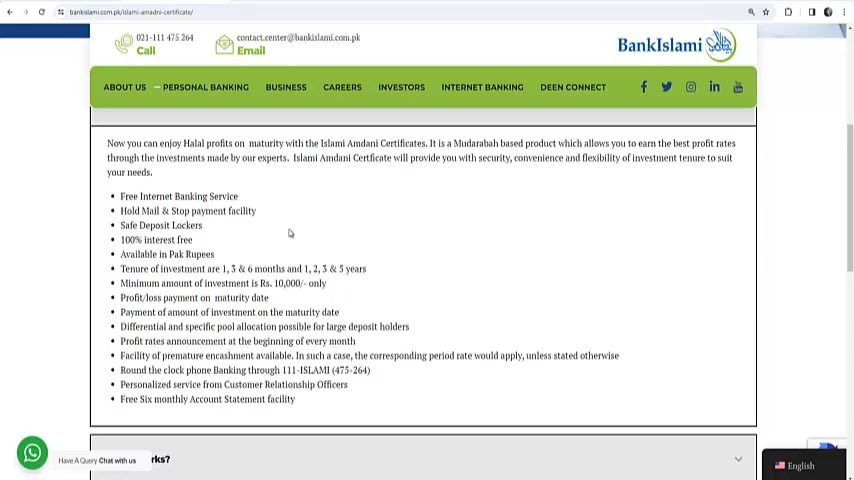 bankislami.com.pk/islami-amadni-certificate/
021-111 475 264
Call
contact.center@bankislami.com.pk
Email
BankIslami
ABOUT US
PERSONAL BANKING
BUSINESS
CAREERS
INVESTORS
INTERNET BANKING
DEEN CONNECT
Now you can enjoy Halal profits on maturity with the Islami Amdani Certificates. It is a Mudarabah based product which allows you to earn the best profit rates
through the investments made by our experts. Islami Amdani Certficate will provide you with security, convenience and flexibility of investment tenure to suit
your needs.
Free Internet Banking Service
Hold Mail & Stop payment facility
Safe Deposit Lockers
100% interest free
Available in Pak Rupees
Tenure of investment are 1, 3 & 6 months and 1, 2, 3 & 5 years
Minimum amount of investment is Rs. 10,000/- only
Profit/loss payment on maturity date
Payment of amount of investment on the maturity date
Differential and specific pool allocation possible for large deposit holders
Profit rates announcement at the beginning of every month
Facility of premature encashment available. In such a case, the corresponding period rate would apply, unless stated otherwise
Round the clock phone Banking through 111-ISLAMI (475-264)
Personalized service from Customer Relationship Officers
Free Six monthly Account Statement facility
Have A Query Chat with us
rks?
English